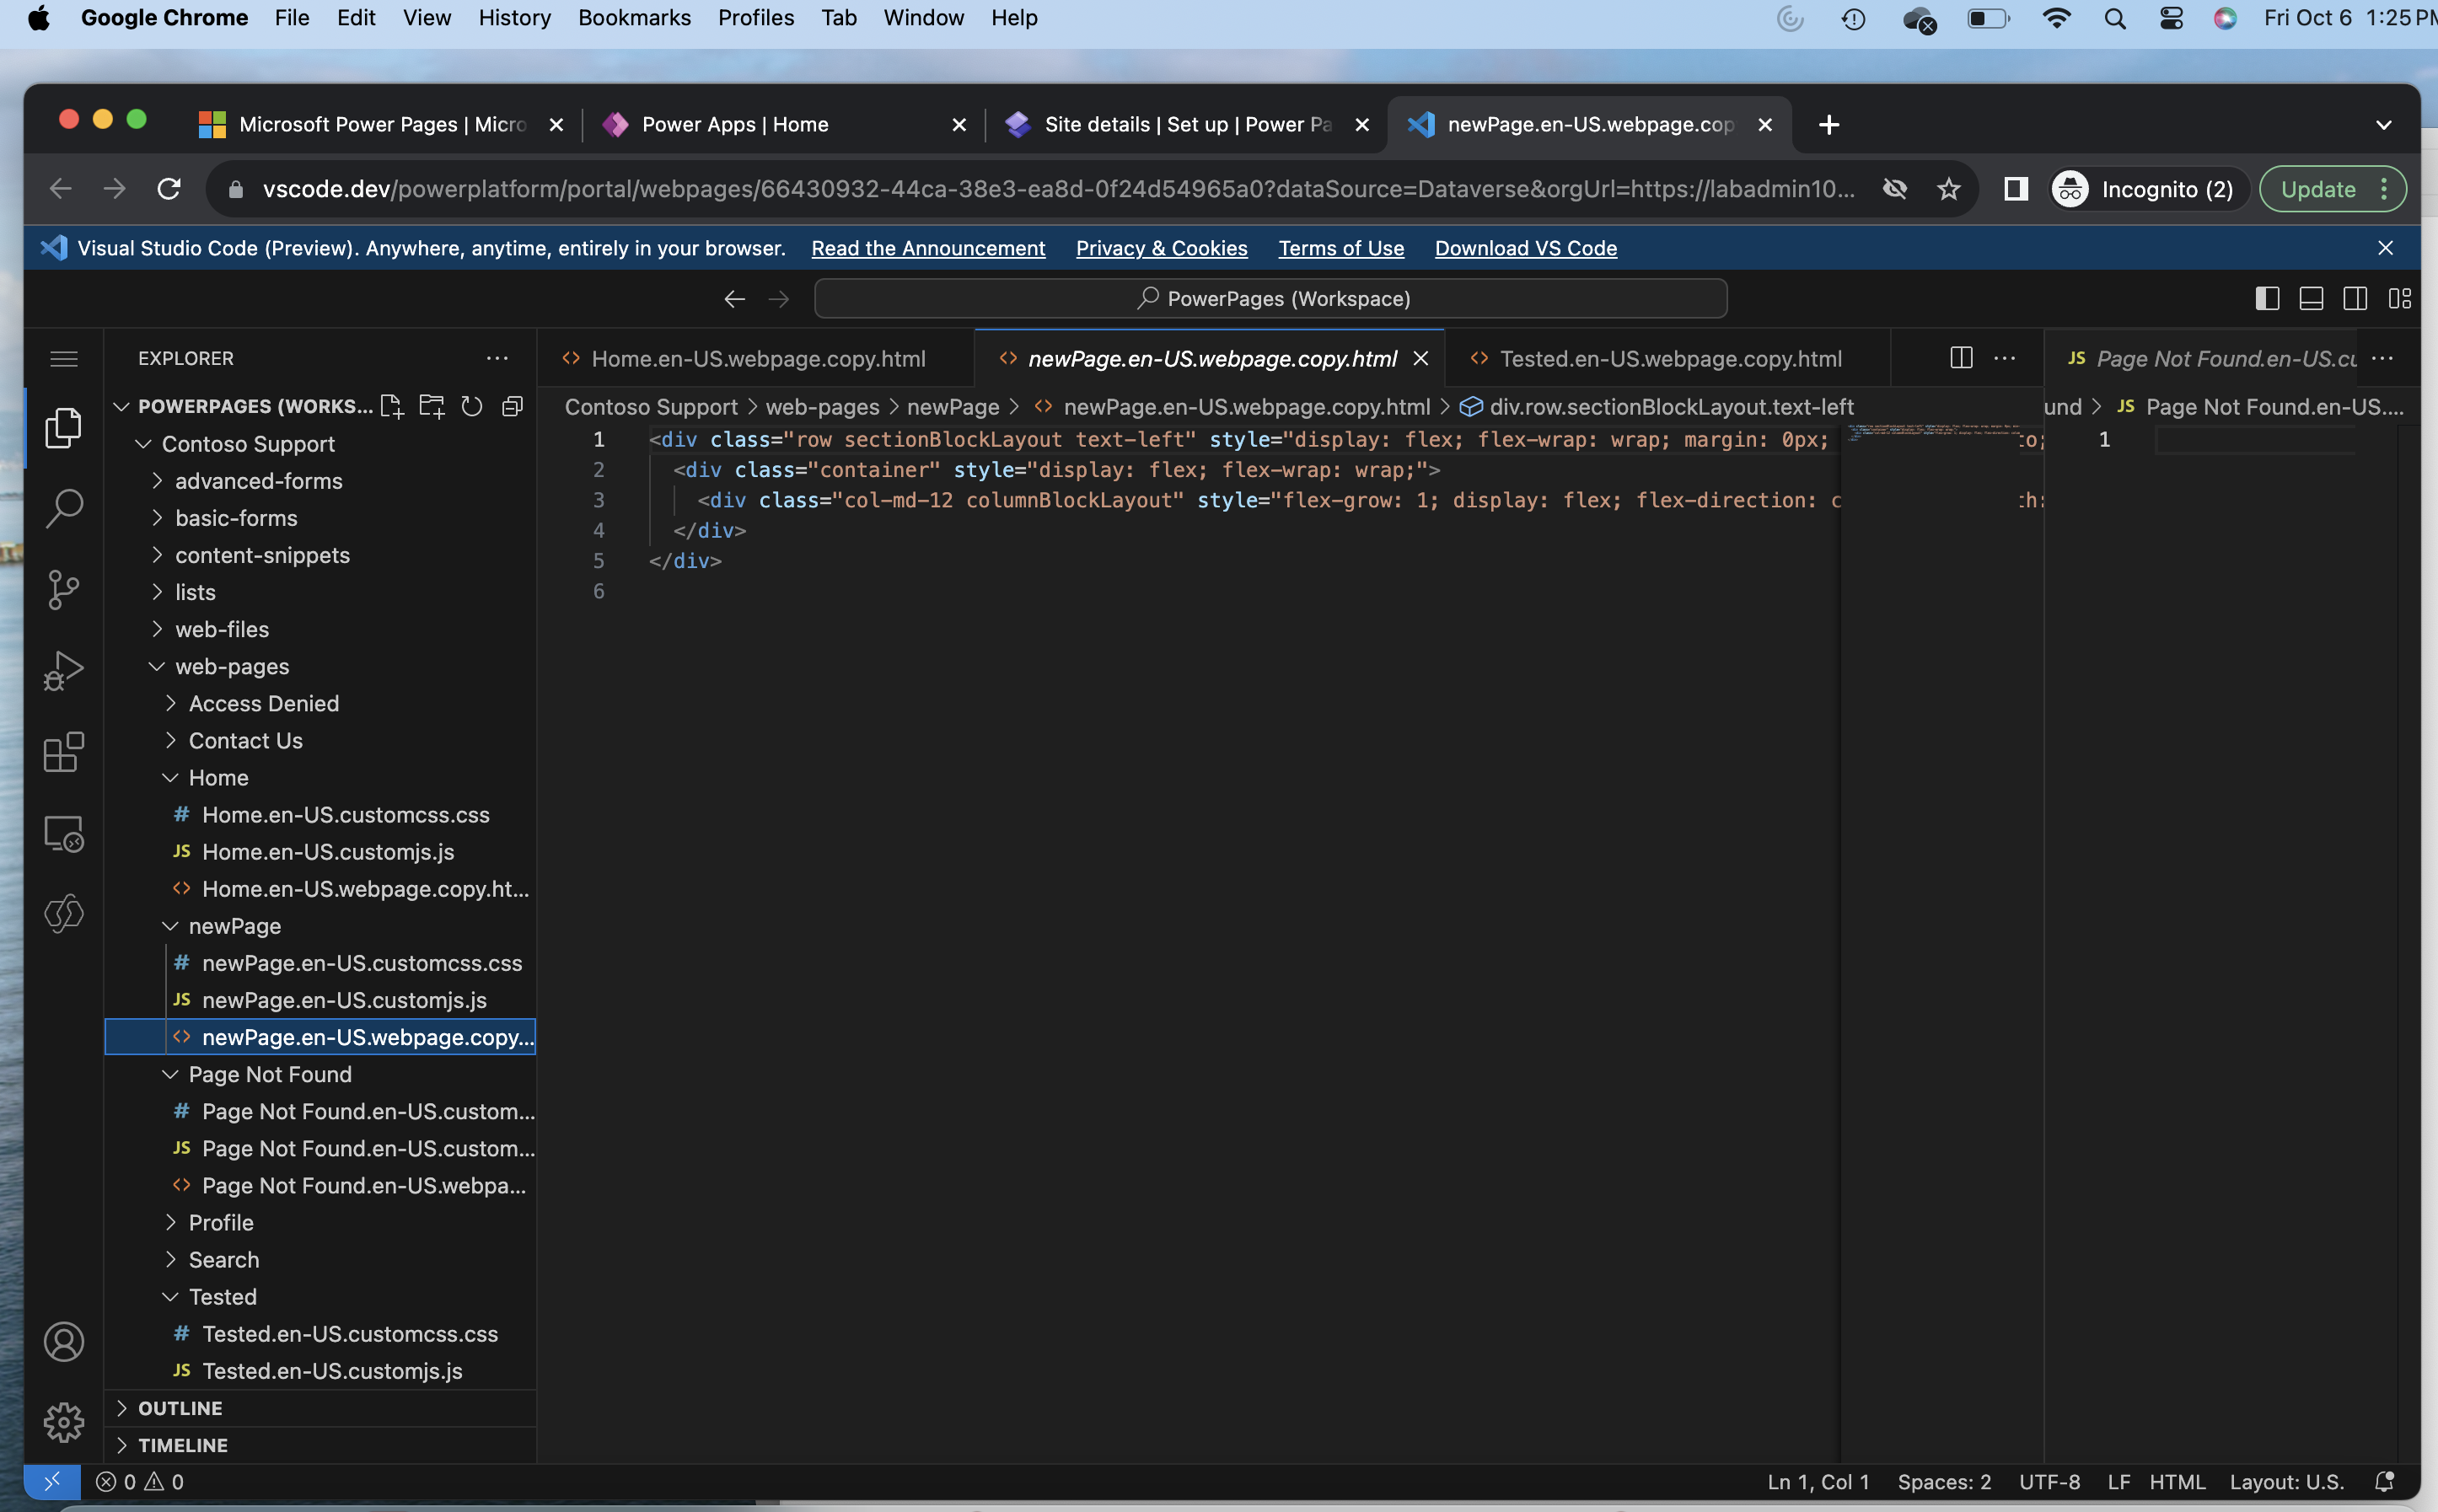 Google Chrome File Edit View History Bookmarks Profiles Tab Window Help Fri Oct 6 1:25 PM
Microsoft Power Pages | Micro
Power Apps | Home
Site details | Set up | Power Pa
newPage.en-US.webpage.cop
vscode.dev/powerplatform/portal/webpages/66430932-44ca-38e3-ea8d-0f24d54965a0?dataSource=Dataverse&orgUrl=https://labadmin10...
Incognito (2)
Update
Visual Studio Code (Preview). Anywhere, anytime, entirely in your browser. Read the Announcement Privacy & Cookies Terms of Use Download VS Code
PowerPages (Workspace)
EXPLORER
POWERPAGES (WORKS...
Contoso Support
advanced-forms
basic-forms
content-snippets
lists
web-files
web-pages
Access Denied
Contact Us
Home
# Home.en-US.customcss.css
JS Home.en-US.customjs.js
<> Home.en-US.webpage.copy.ht...
newPage
# newPage.en-US.customcss.css
JS newPage.en-US.customjs.js
<> newPage.en-US.webpage.copy...
Page Not Found
# Page Not Found.en-US.custom...
JS Page Not Found.en-US.custom...
<> Page Not Found.en-US.webpa...
Profile
Search
Tested
# Tested.en-US.customcss.css
JS Tested.en-US.customjs.js
OUTLINE
TIMELINE
<> Home.en-US.webpage.copy.html
<> newPage.en-US.webpage.copy.html
<> Tested.en-US.webpage.copy.html
Contoso Support > web-pages > newPage > <> newPage.en-US.webpage.copy.html > div.row.sectionBlockLayout.text-left
1 <div class="row sectionBlockLayout text-left" style="display: flex; flex-wrap: wrap; margin: 0px; to;
2 <div class="container" style="display: flex; flex-wrap: wrap;">
3 <div class="col-md-12 columnBlockLayout" style="flex-grow: 1; display: flex; flex-direction: c th:
4 </div>
5 </div>
6
JS Page Not Found.en-US.cu
und > JS Page Not Found.en-US....
1
0 0
Ln 1, Col 1 Spaces: 2 UTF-8 LF HTML Layout: U.S.